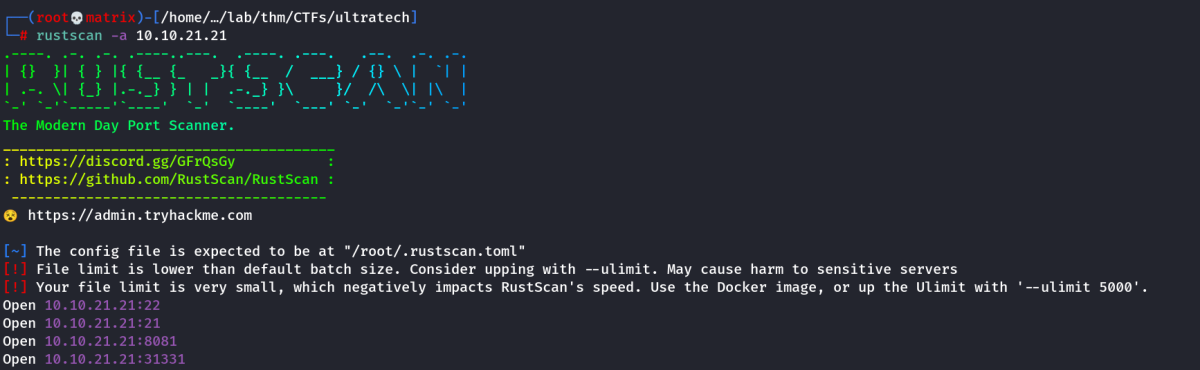 ┌──(root💀matrix)-[/home/…/lab/thm/CTFs/ultratech]
└─# rustscan -a 10.10.21.21
.----. .-. .-. .----..---.  .----. .---.   .--.  .-. .-.
| {}  }| { } |{ {__ {_   _}{ {__  /  ___} / {} \ |  `| |
| .-. \| {_} |.-._} } | |  .-._} }\     }/  /\  \| |\  |
`-' `-'`-----'`----'  `-'  `----'  `---' `-'  `-'`-' `-'
The Modern Day Port Scanner.
________________________________________
: https://discord.gg/GFrQsGy           :
: https://github.com/RustScan/RustScan :
 --------------------------------------
😵 https://admin.tryhackme.com
[~] The config file is expected to be at "/root/.rustscan.toml"
[!] File limit is lower than default batch size. Consider upping with --ulimit. May cause harm to sensitive servers
[!] Your file limit is very small, which negatively impacts RustScan's speed. Use the Docker image, or up the Ulimit with '--ulimit 5000'.
Open 10.10.21.21:22
Open 10.10.21.21:21
Open 10.10.21.21:8081
Open 10.10.21.21:31331